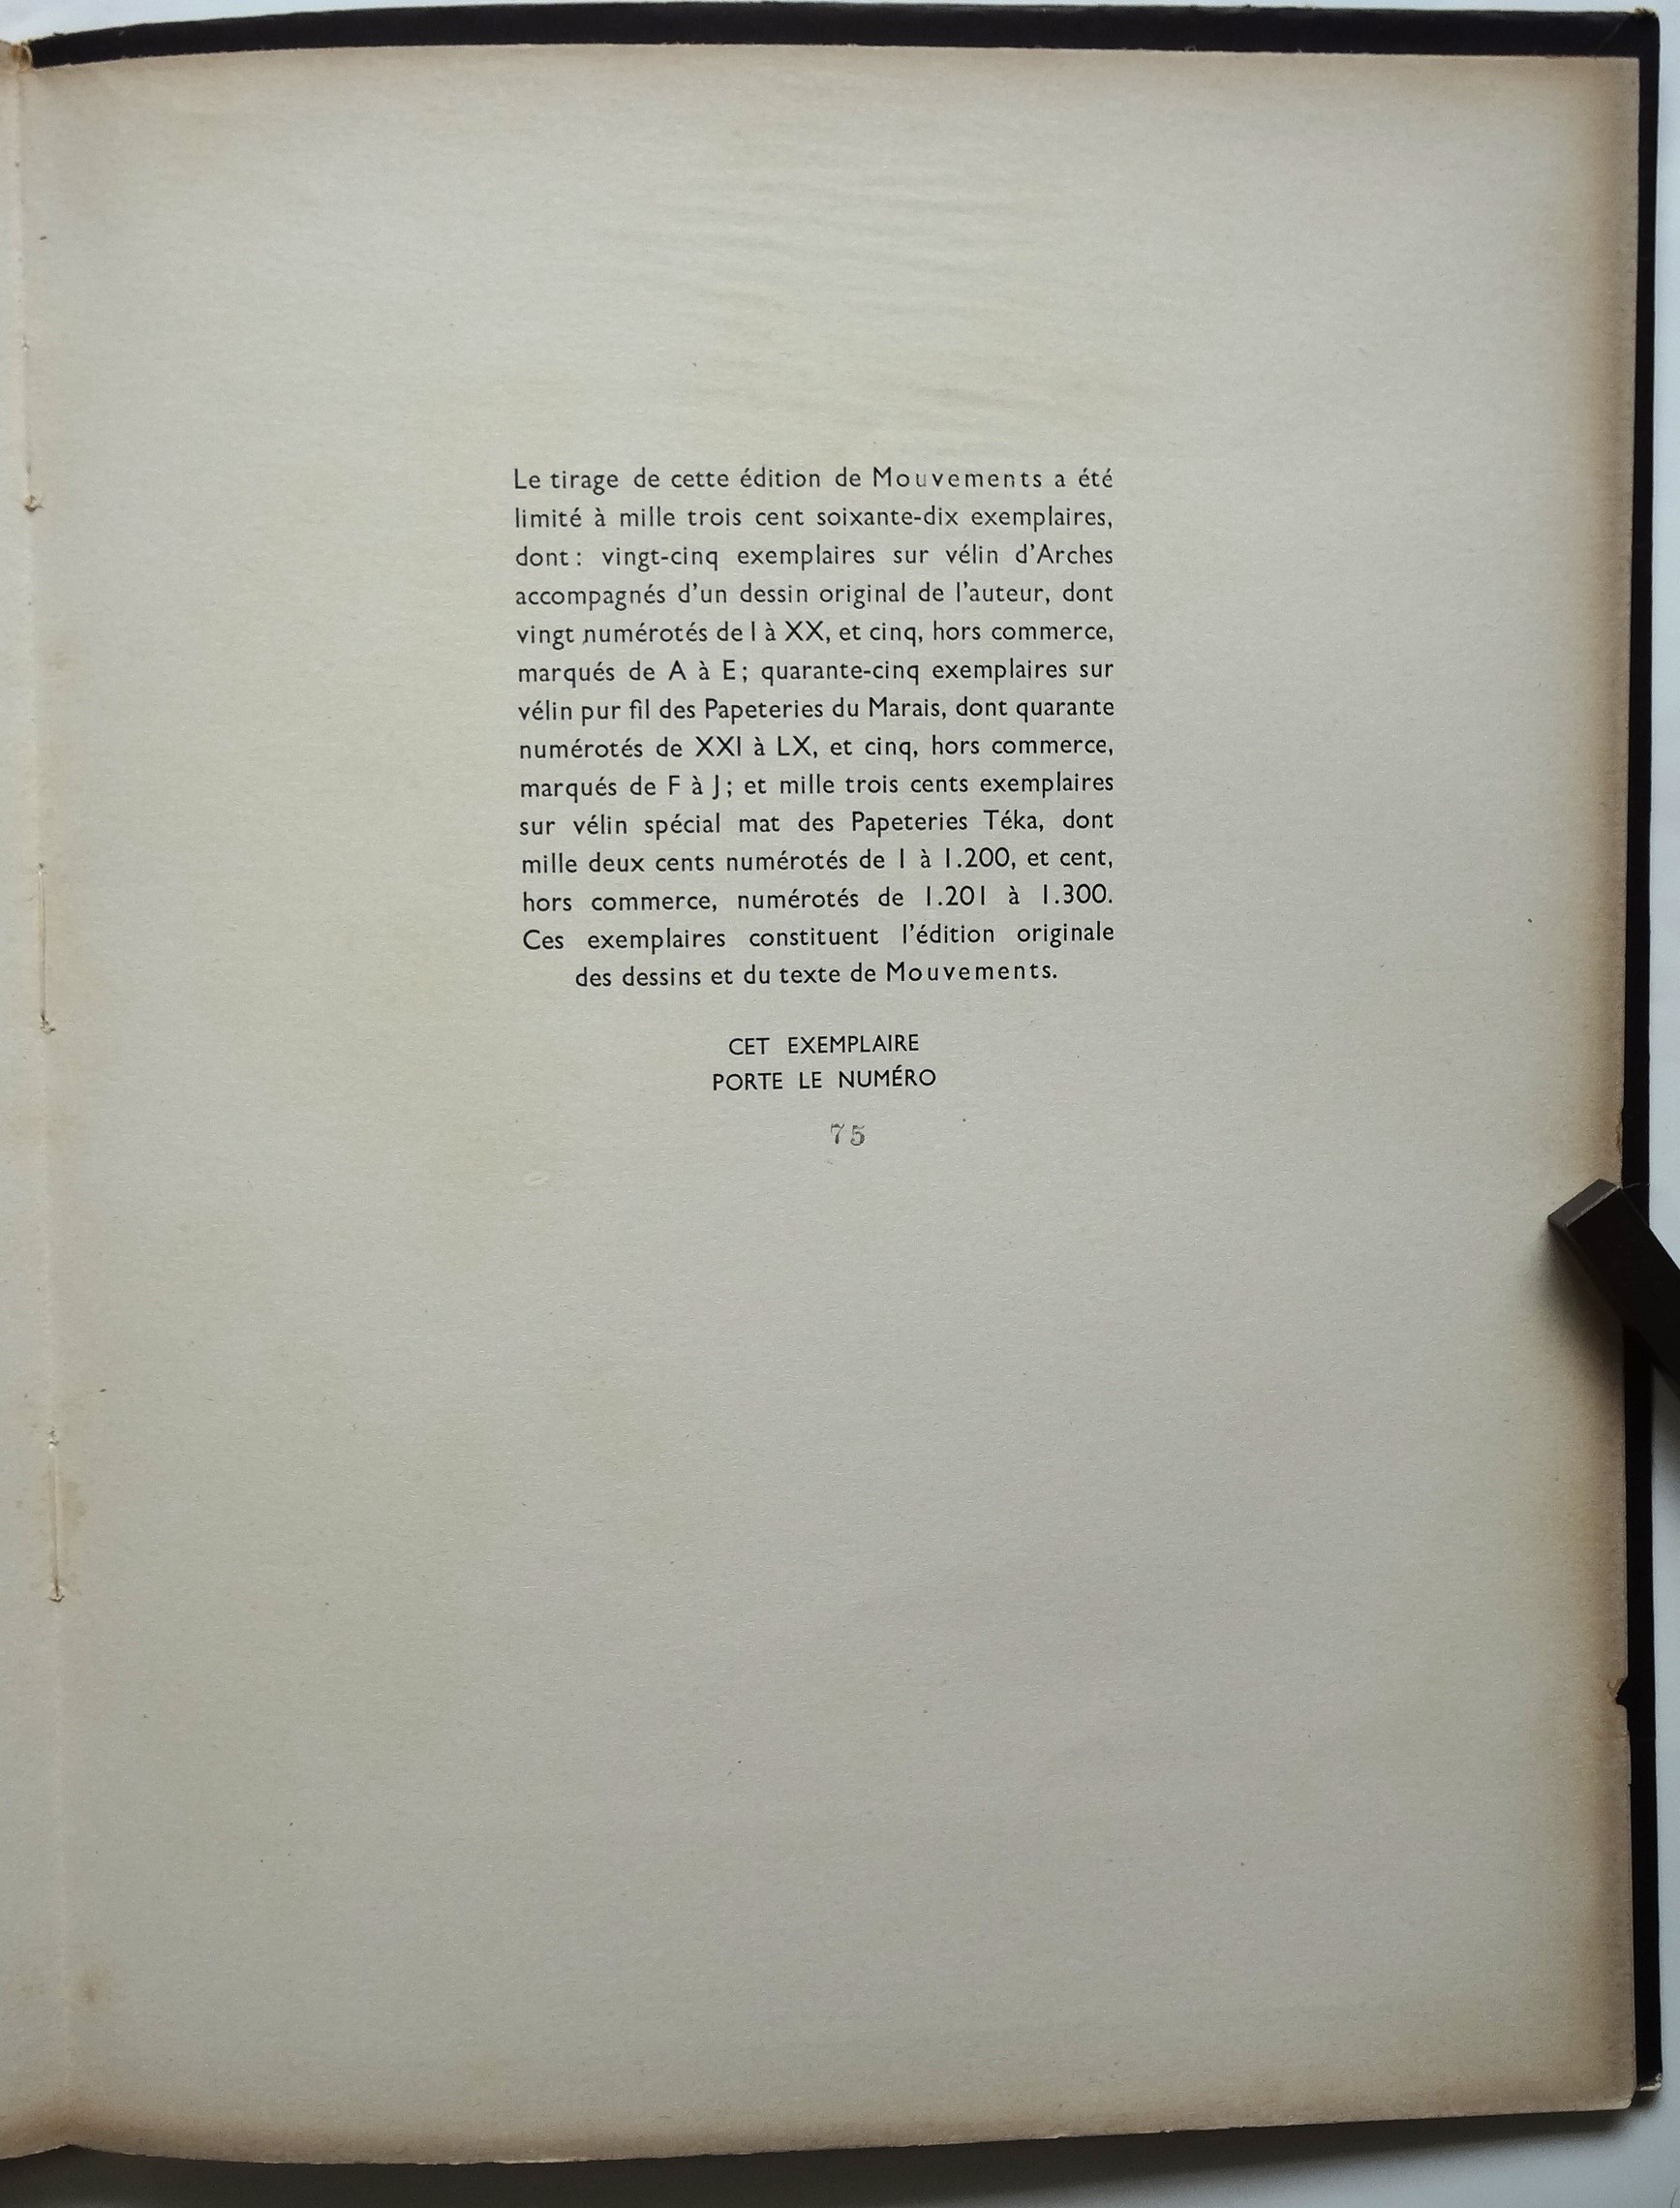 Le tirage de cette édition de Mouvements a été
limité à mille trois cent soixante-dix exemplaires,
dont : vingt-cinq exemplaires sur vélin d'Arches
accompagnés d'un dessin original de l'auteur, dont
vingt numérotés de I à XX, et cinq, hors commerce,
marqués de A à E; quarante-cinq exemplaires sur
vélin pur fil des Papeteries du Marais, dont quarante
numérotés de XXI à LX, et cinq, hors commerce,
marqués de F à J; et mille trois cents exemplaires
sur vélin spécial mat des Papeteries Téka, dont
mille deux cents numérotés de 1 à 1.200, et cent,
hors commerce, numérotés de 1.201 à 1.300.
Ces exemplaires constituent l'édition originale
des dessins et du texte de Mouvements.
CET EXEMPLAIRE
PORTE LE NUMÉRO
75